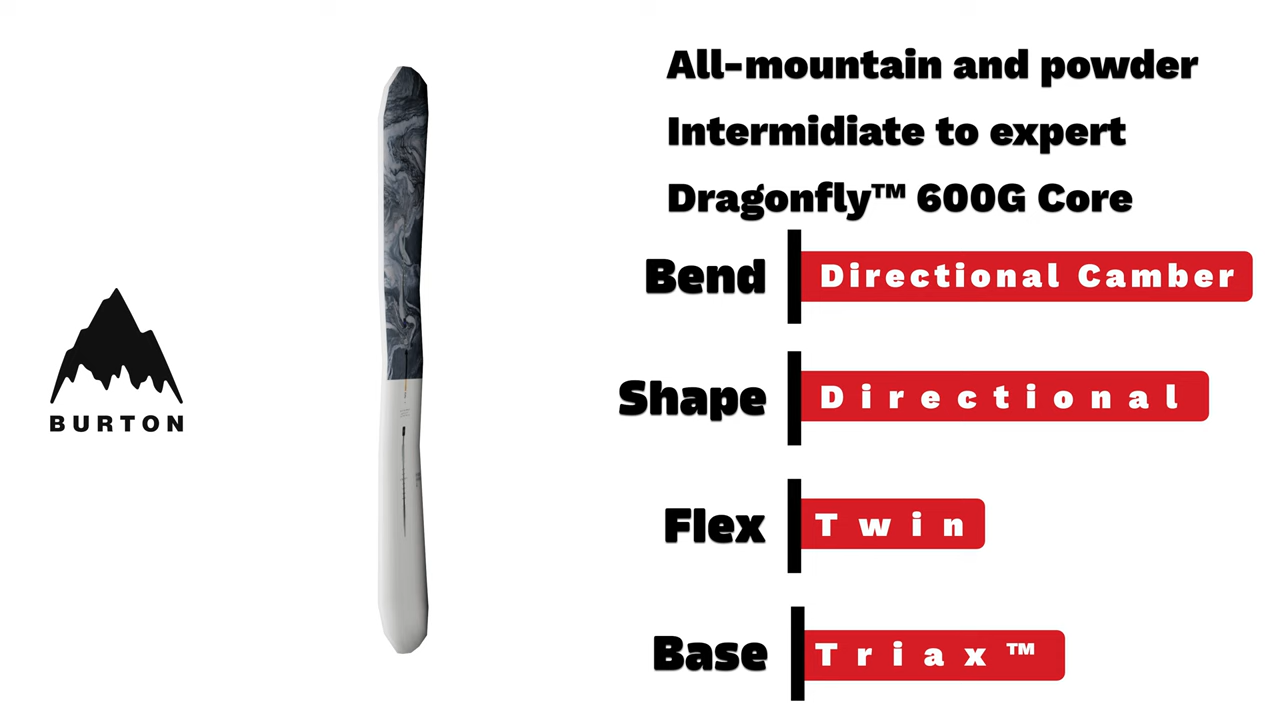 All-mountain and powder
Intermidiate to expert
Dragonfly™ 600G Core
Bend Directional Camber
Shape Directional
Flex Twin
Base Triax™
BURTON